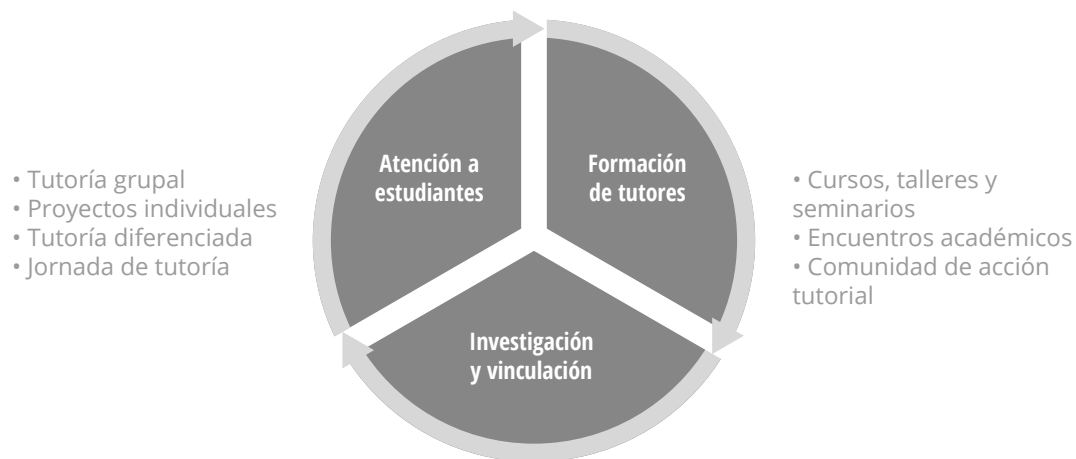 Atención a
estudiantes
Formación
de tutores
Investigación
y vinculación
• Tutoría grupal
• Proyectos individuales
• Tutoría diferenciada
• Jornada de tutoría
• Cursos, talleres y
seminarios
• Encuentros académicos
• Comunidad de acción
tutorial